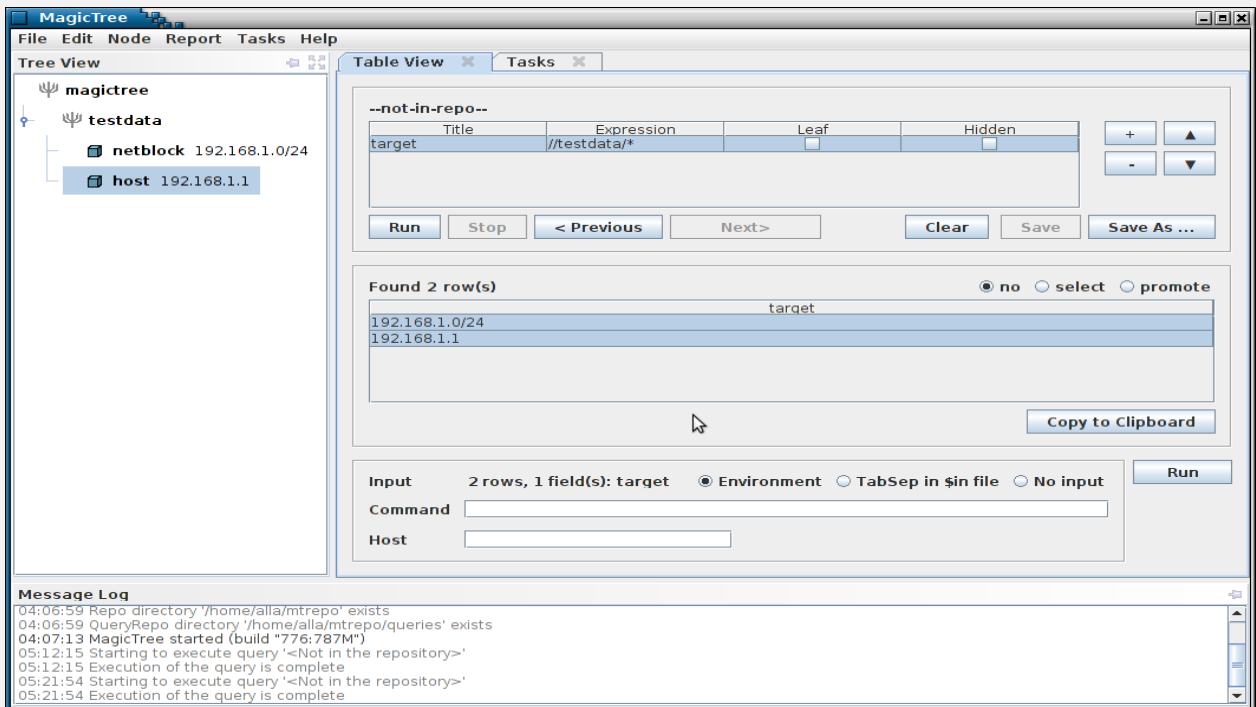 MagicTree
File Edit Node Report Tasks Help
Tree View
magictree
testdata
netblock 192.168.1.0/24
host 192.168.1.1
Table View Tasks
--not-in-repo--
Title Expression Leaf Hidden
target //testdata/*
+ ▲
- ▼
Run Stop < Previous Next> Clear Save Save As ...
Found 2 row(s) no select promote
target
192.168.1.0/24
192.168.1.1
Copy to Clipboard
Input 2 rows, 1 field(s): target Environment TabSep in $in file No input Run
Command
Host
Message Log
04:06:59 Repo directory '/home/alla/mtrepo' exists
04:06:59 QueryRepo directory '/home/alla/mtrepo/queries' exists
04:07:13 MagicTree started (build "776:787M")
05:12:15 Starting to execute query '<Not in the repository>'
05:12:15 Execution of the query is complete
05:21:54 Starting to execute query '<Not in the repository>'
05:21:54 Execution of the query is complete